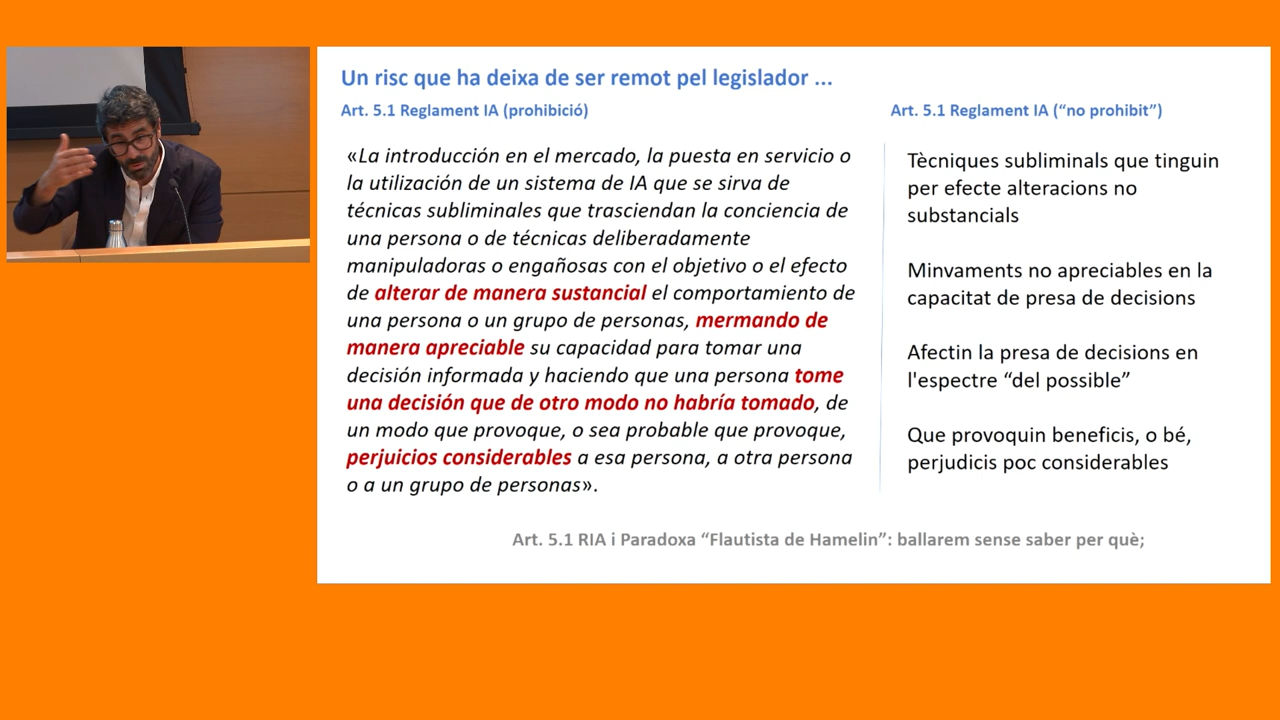 Un risc que ha deixa de ser remot pel legislador ...
Art. 5.1 Reglament IA (prohibició)
«La introducción en el mercado, la puesta en servicio o
la utilización de un sistema de IA que se sirva de
técnicas subliminales que trasciendan la conciencia de
una persona o de técnicas deliberadamente
manipuladoras o engañosas con el objetivo o el efecto
de alterar de manera sustancial el comportamiento de
una persona o un grupo de personas, mermando de
manera apreciable su capacidad para tomar una
decisión informada y haciendo que una persona tome
una decisión que de otro modo no habría tomado, de
un modo que provoque, o sea probable que provoque,
perjuicios considerables a esa persona, a otra persona
o a un grupo de personas».
Art. 5.1 Reglament IA (“no prohibit”)
Tècniques subliminals que tinguin
per efecte alteracions no
substancials
Minvaments no apreciables en la
capacitat de presa de decisions
Afectin la presa de decisions en
l'espectre “del possible”
Que provoquin beneficis, o bé,
perjudicis poc considerables
Art. 5.1 RIA i Paradoxa “Flautista de Hamelin”: ballarem sense saber per què;